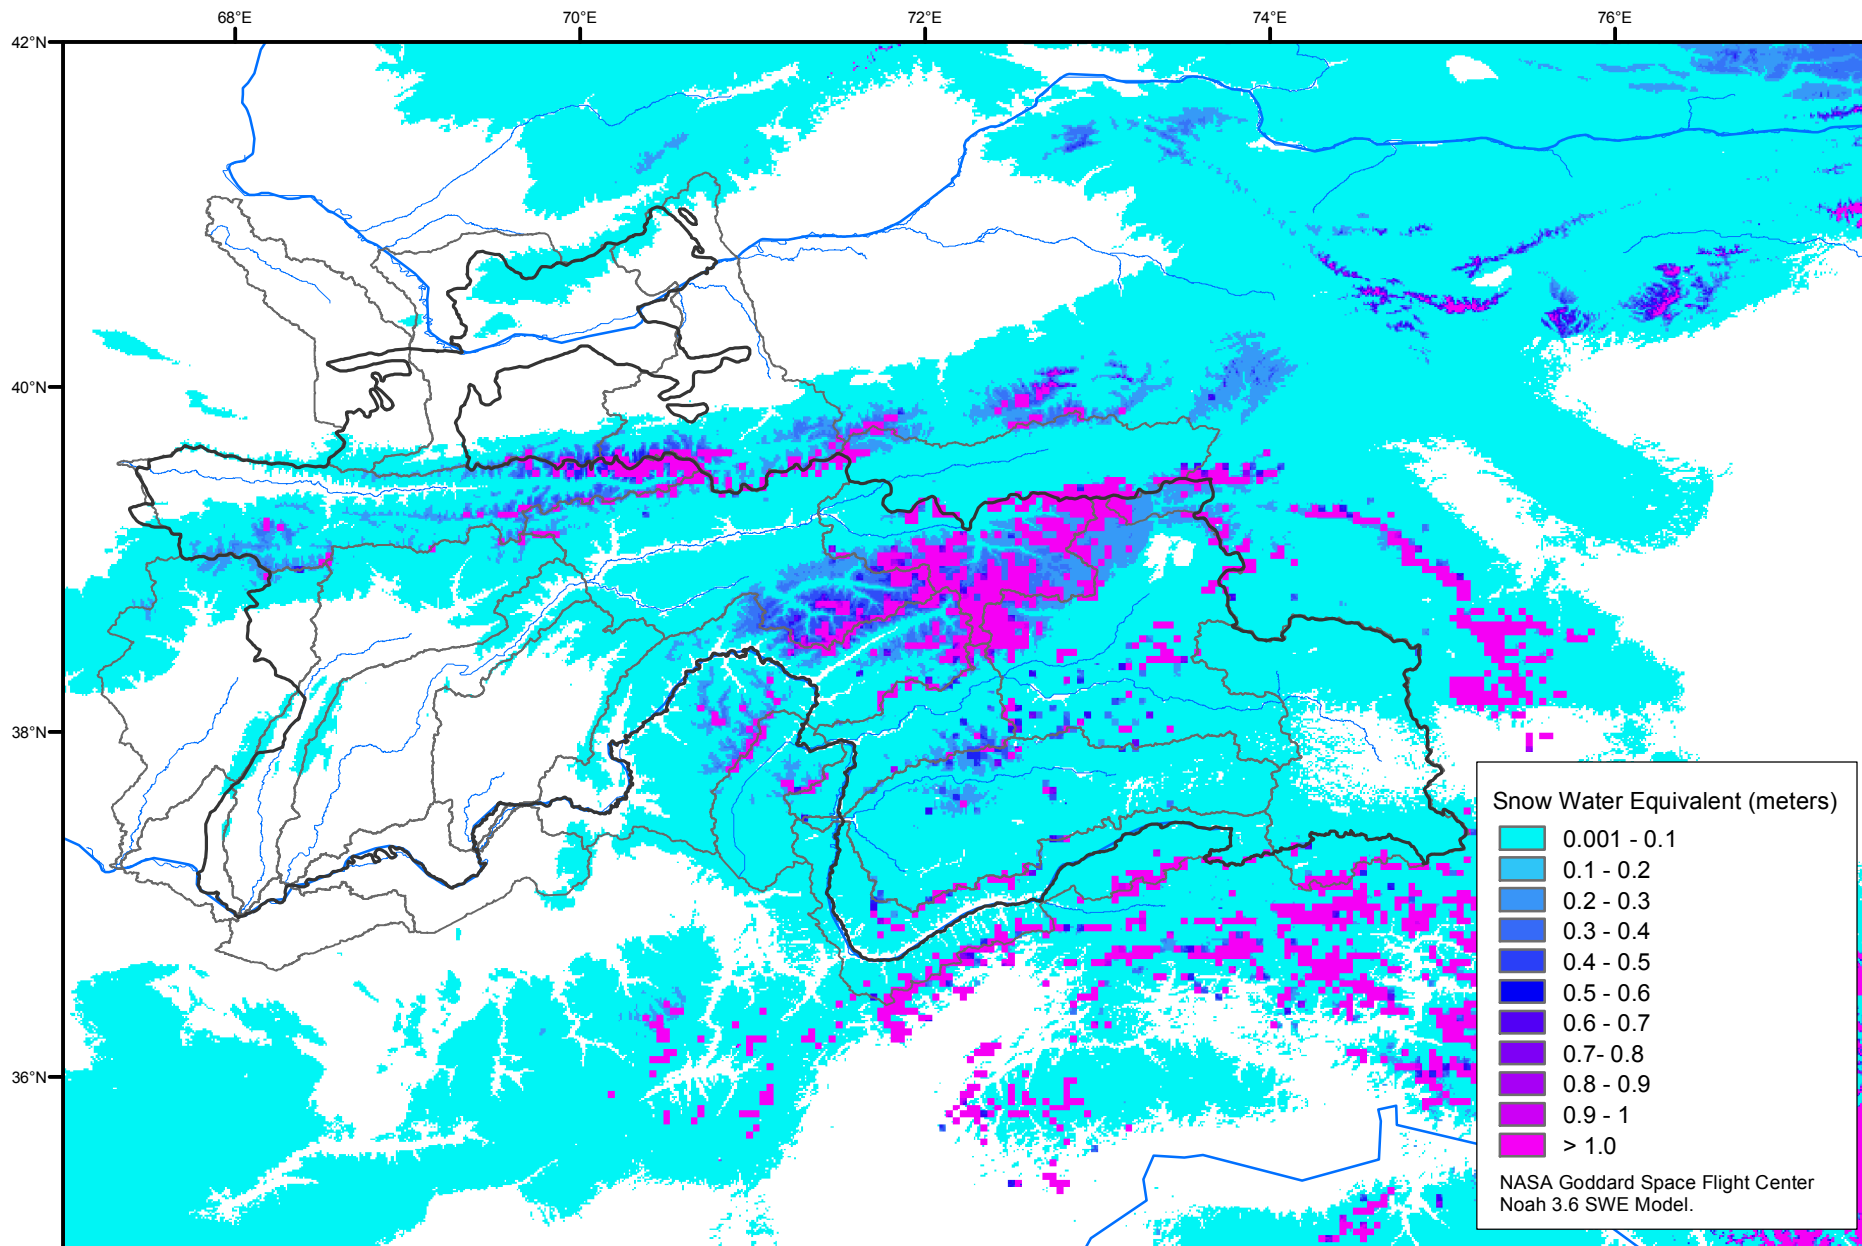 68°E 70°E 72°E 74°E 76°E
42°N
40°N
38°N
36°N
Snow Water Equivalent (meters)
0.001 - 0.1
0.1 - 0.2
0.2 - 0.3
0.3 - 0.4
0.4 - 0.5
0.5 - 0.6
0.6 - 0.7
0.7- 0.8
0.8 - 0.9
0.9 - 1
> 1.0
NASA Goddard Space Flight Center
Noah 3.6 SWE Model.